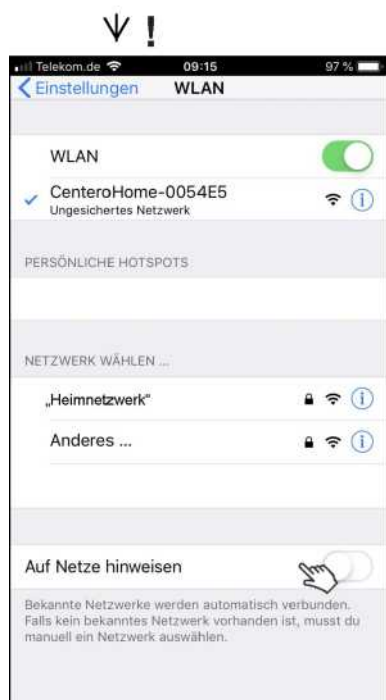 !
Telekom.de 09:15 97 %
Einstellungen WLAN
WLAN
CenteroHome-0054E5
Ungesichertes Netzwerk
PERSÖNLICHE HOTSPOTS
NETZWERK WÄHLEN ...
„Heimnetzwerk“
Anderes ...
Auf Netze hinweisen
Bekannte Netzwerke werden automatisch verbunden.
Falls kein bekanntes Netzwerk vorhanden ist, musst du
manuell ein Netzwerk auswählen.